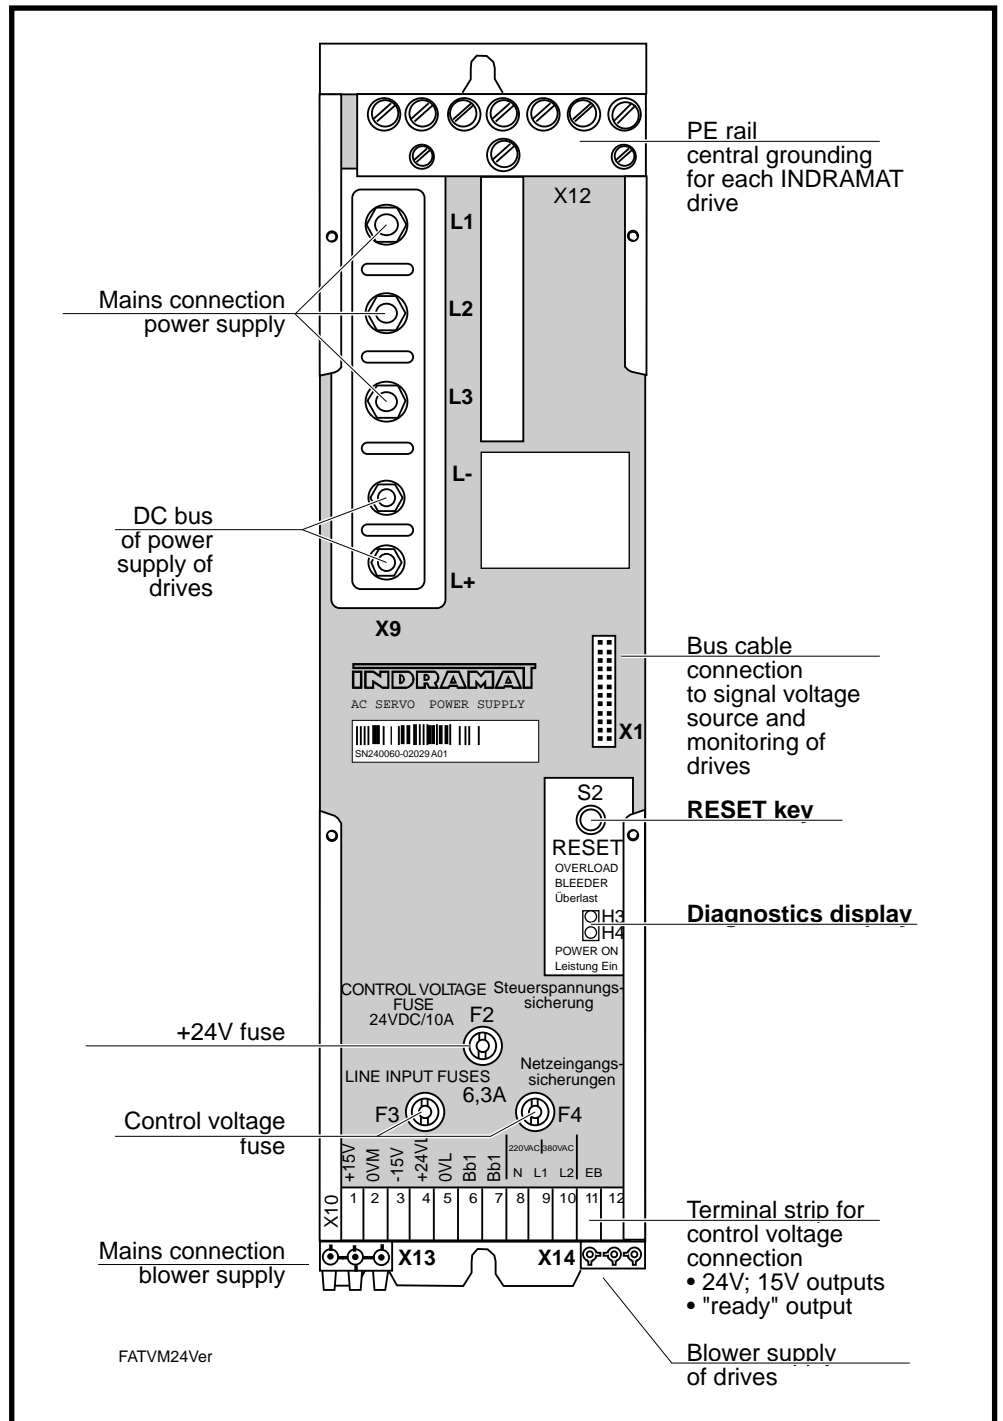 PE rail
central grounding
for each INDRAMAT
drive
X12
L1
Mains connection
power supply
L2
L3
L-
DC bus
of power
supply of
drives
L+
X9
Bus cable
connection
to signal voltage
source and
monitoring of
drives
INDRAMAT
AC SERVO POWER SUPPLY
X1
SN240060-02029 A01
S2
RESET key
RESET
OVERLOAD
BLEEDER
Überlast
H3
H4
Diagnostics display
POWER ON
Leistung Ein
CONTROL VOLTAGE
FUSE
24VDC/10A
F2
Steuerspannungs-
sicherung
+24V fuse
LINE INPUT FUSES
6,3A
Netzeingangs-
sicherungen
F3
F4
Control voltage
fuse
+15V
0VM
-15V
+24VL
0VL
Bb1
Bb1
220VAC 380VAC
N L1 L2 EB
X10
1 2 3 4 5 6 7 8 9 10 11 12
Terminal strip for
control voltage
connection
• 24V; 15V outputs
• "ready" output
Mains connection
blower supply
X13
X14
Blower supply
of drives
FATVM24Ver